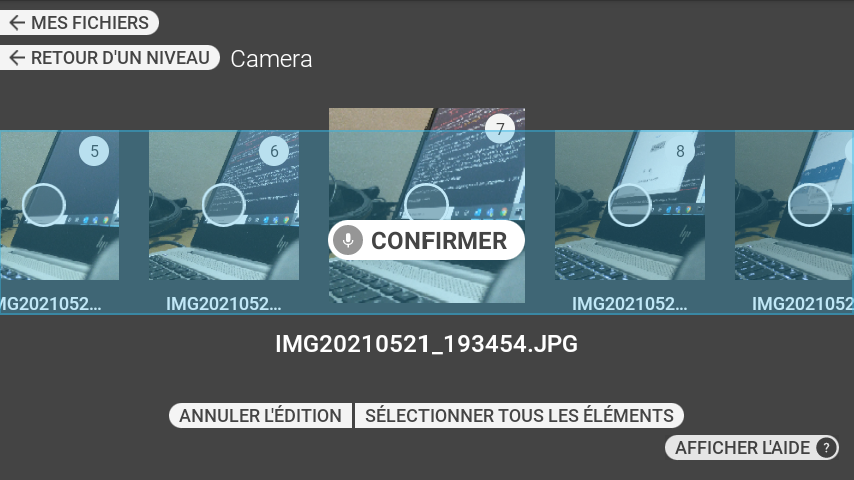 MES FICHIERS
RETOUR D'UN NIVEAU Camera
5 6 7 8
CONFIRMER
MG2021052... IMG2021052... IMG2021052... IMG2021052
IMG20210521_193454.JPG
ANNULER L'ÉDITION SÉLECTIONNER TOUS LES ÉLÉMENTS
AFFICHER L'AIDE ?